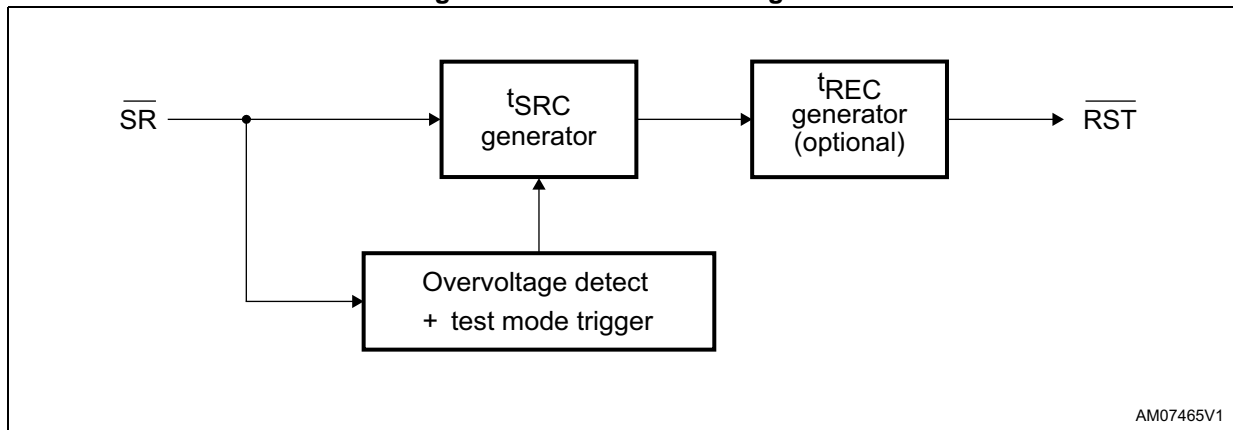 SR
tSRC
generator
tREC
generator
(optional)
RST
Overvoltage detect
+ test mode trigger
AM07465V1